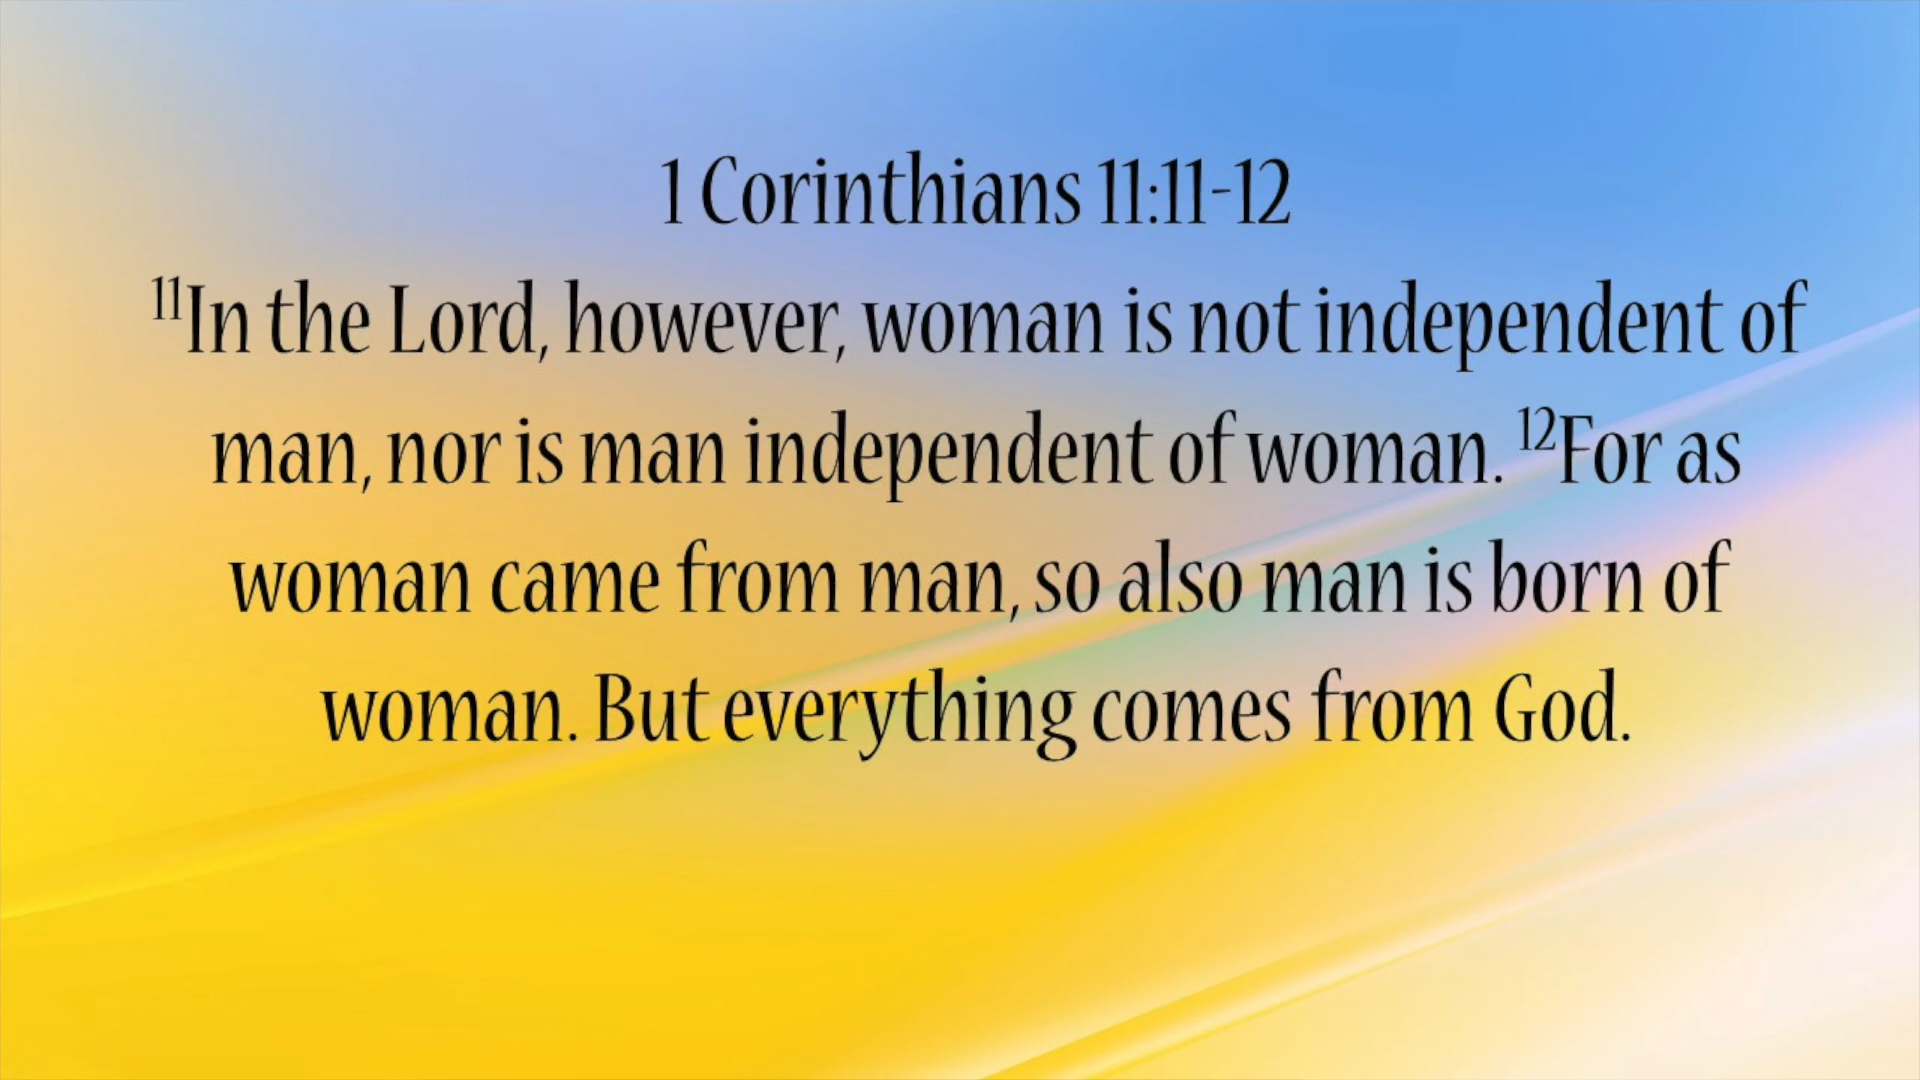 1 Corinthians 11:11-12
¹¹In the Lord, however, woman is not independent of
man, nor is man independent of woman. ¹²For as
woman came from man, so also man is born of
woman. But everything comes from God.